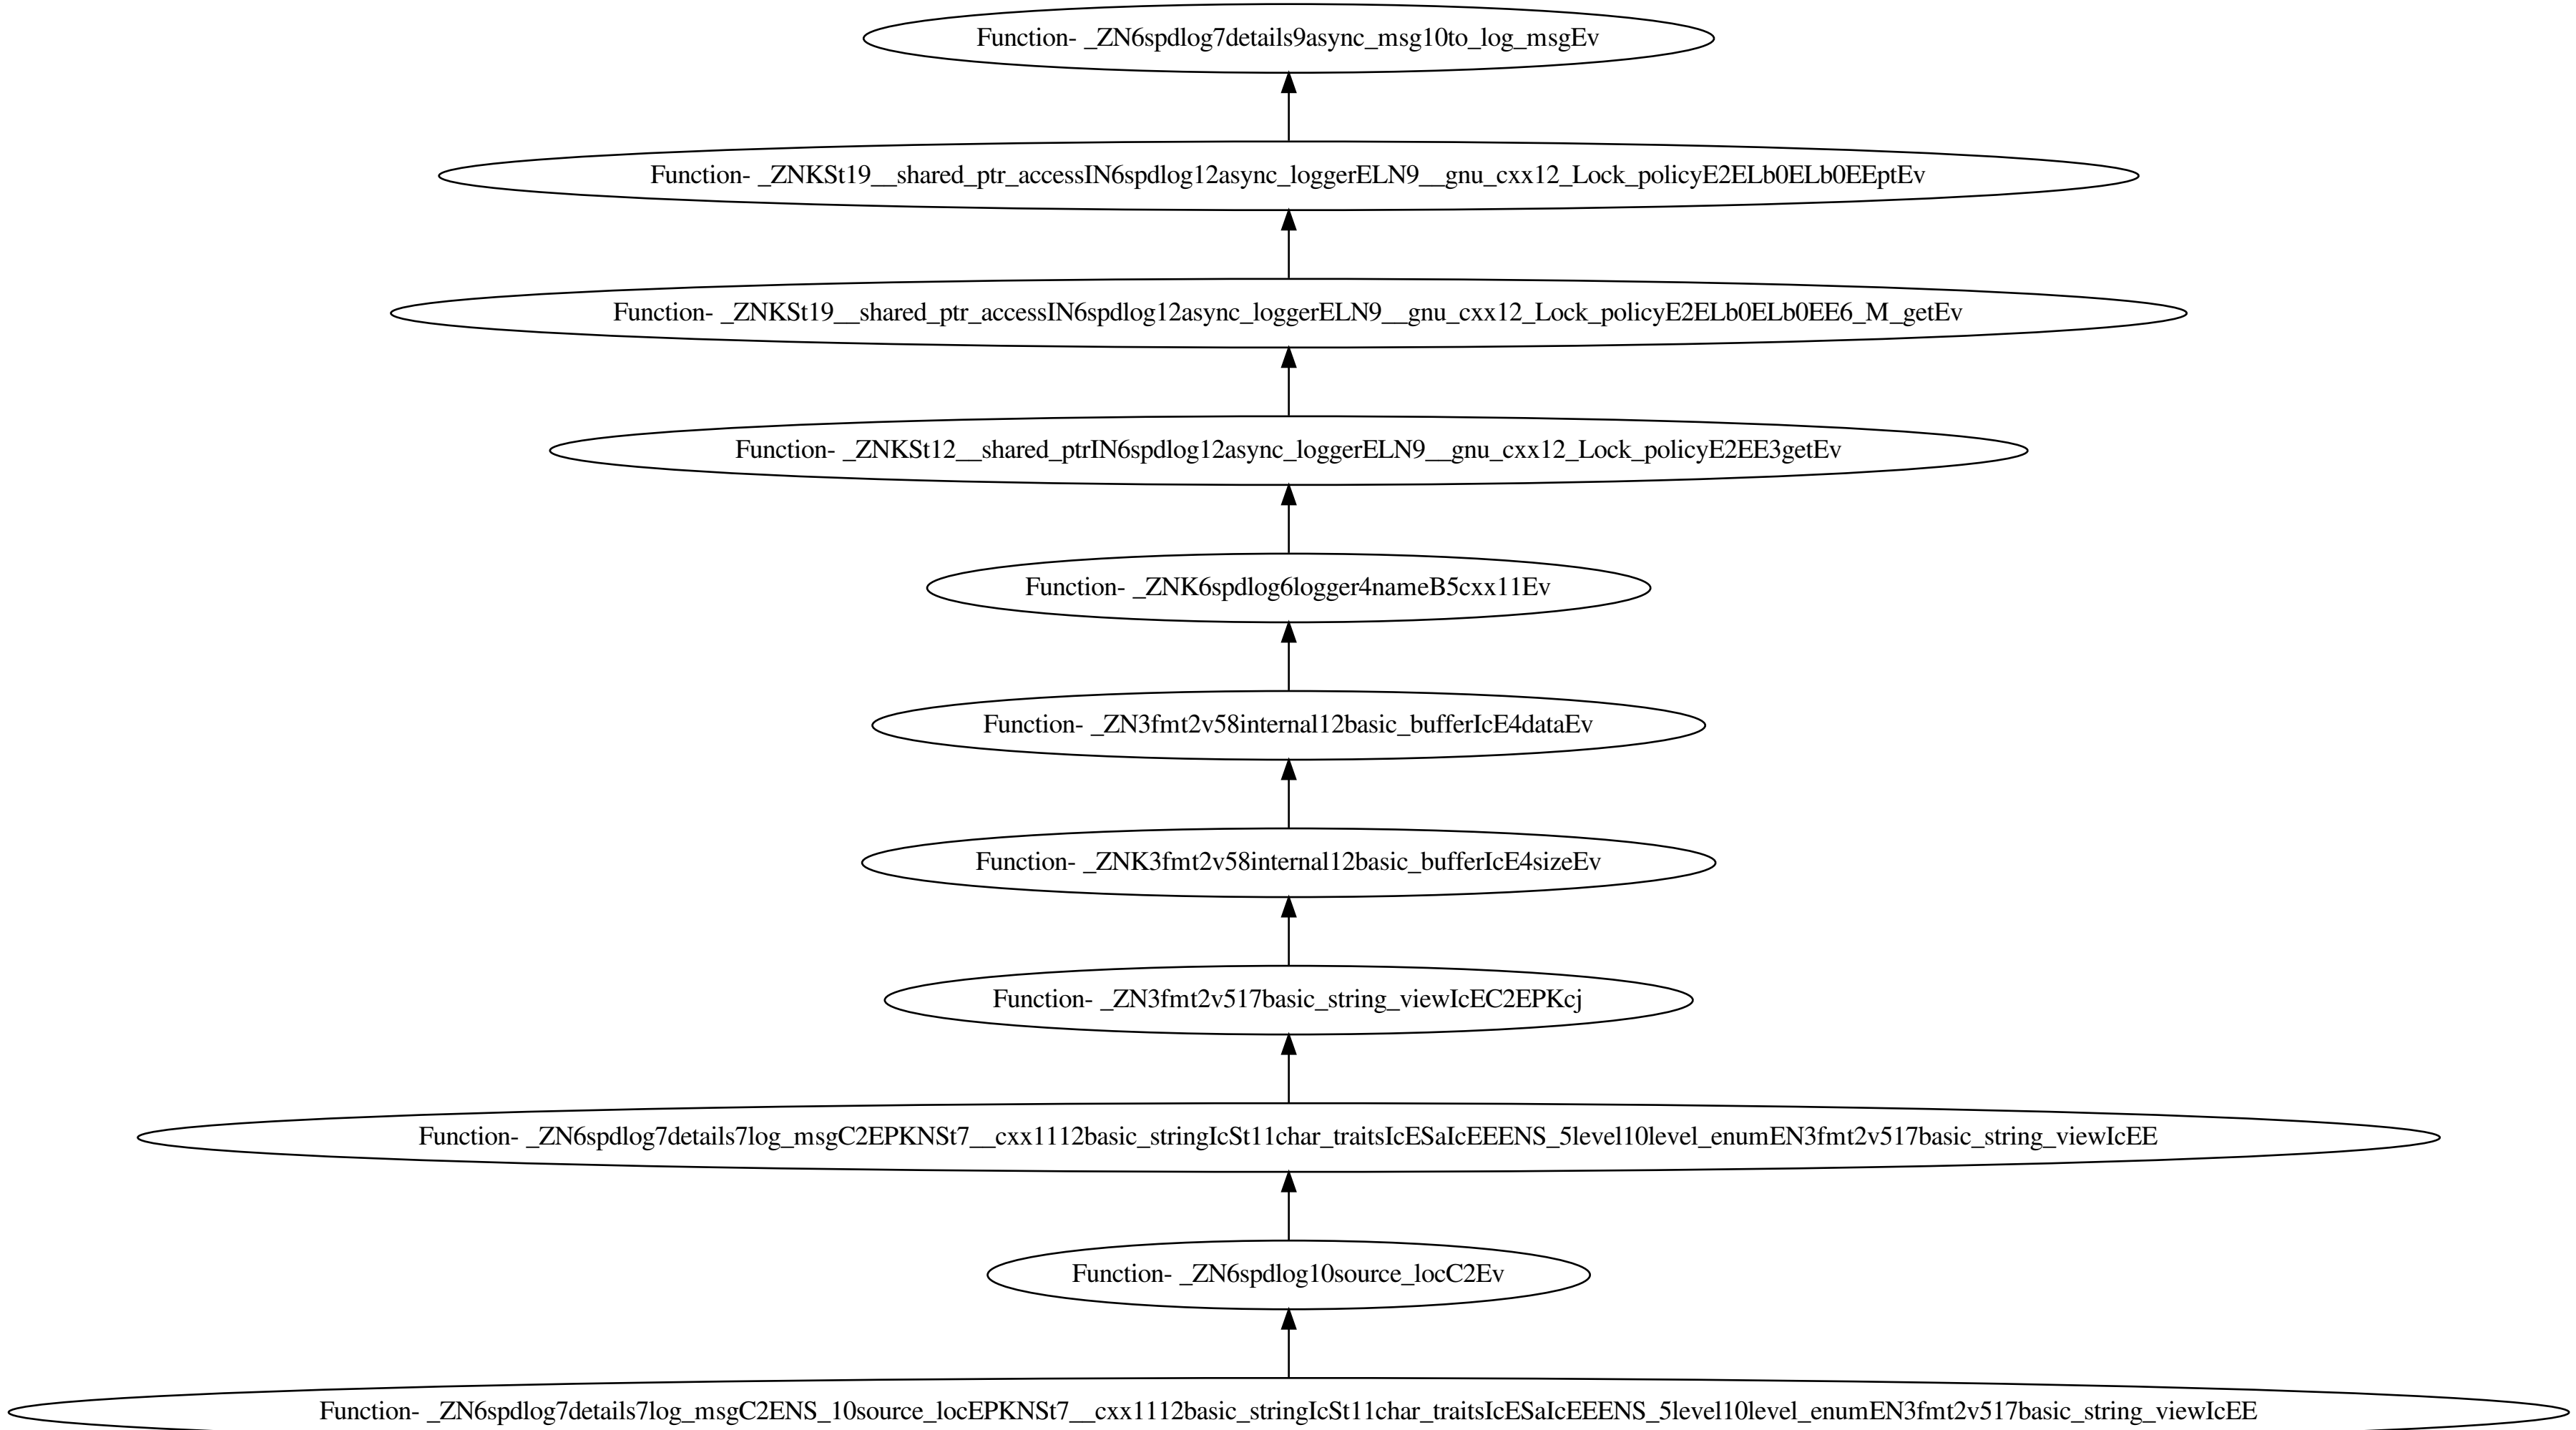 Function- _ZN6spdlog7details9async_msg10to_log_msgEv
Function- _ZNKSt19__shared_ptr_accessIN6spdlog12async_loggerELN9__gnu_cxx12_Lock_policyE2ELb0ELb0EEptEv
Function- _ZNKSt19__shared_ptr_accessIN6spdlog12async_loggerELN9__gnu_cxx12_Lock_policyE2ELb0ELb0EE6_M_getEv
Function- _ZNKSt12__shared_ptrIN6spdlog12async_loggerELN9__gnu_cxx12_Lock_policyE2EE3getEv
Function- _ZNK6spdlog6logger4nameB5cxx11Ev
Function- _ZN3fmt2v58internal12basic_bufferIcE4dataEv
Function- _ZNK3fmt2v58internal12basic_bufferIcE4sizeEv
Function- _ZN3fmt2v517basic_string_viewIcEC2EPKcj
Function- _ZN6spdlog7details7log_msgC2EPKNSt7__cxx1112basic_stringIcSt11char_traitsIcESaIcEEENS_5level10level_enumEN3fmt2v517basic_string_viewIcEE
Function- _ZN6spdlog10source_locC2Ev
Function- _ZN6spdlog7details7log_msgC2ENS_10source_locEPKNSt7__cxx1112basic_stringIcSt11char_traitsIcESaIcEEENS_5level10level_enumEN3fmt2v517basic_string_viewIcEE